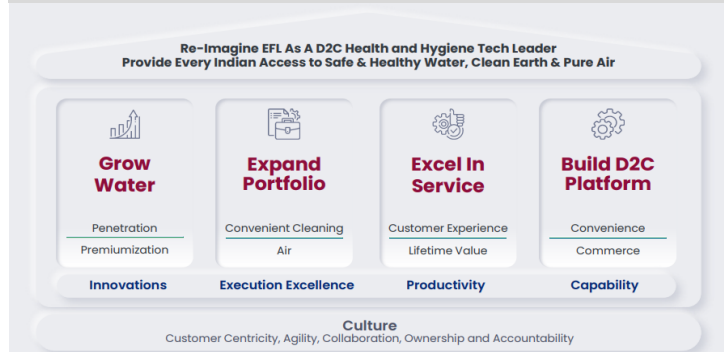 Re-Imagine EFL As A D2C Health and Hygiene Tech Leader
Provide Every Indian Access to Safe & Healthy Water, Clean Earth & Pure Air
Grow
Water
Penetration
Premiumization
Expand
Portfolio
Convenient Cleaning
Air
Excel In
Service
Customer Experience
Lifetime Value
Build D2C
Platform
Convenience
Commerce
Innovations
Execution Excellence
Productivity
Capability
Culture
Customer Centricity, Agility, Collaboration, Ownership and Accountability